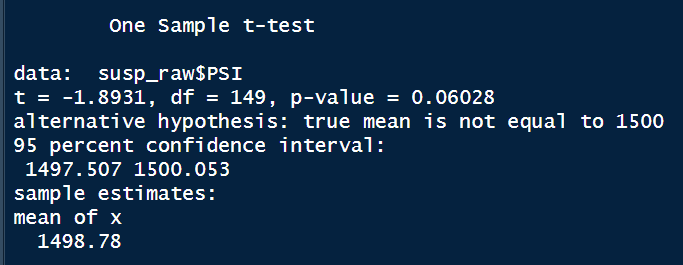 One Sample t-test
data: susp_raw$PSI
t = -1.8931, df = 149, p-value = 0.06028
alternative hypothesis: true mean is not equal to 1500
95 percent confidence interval:
1497.507 1500.053
sample estimates:
mean of x
1498.78